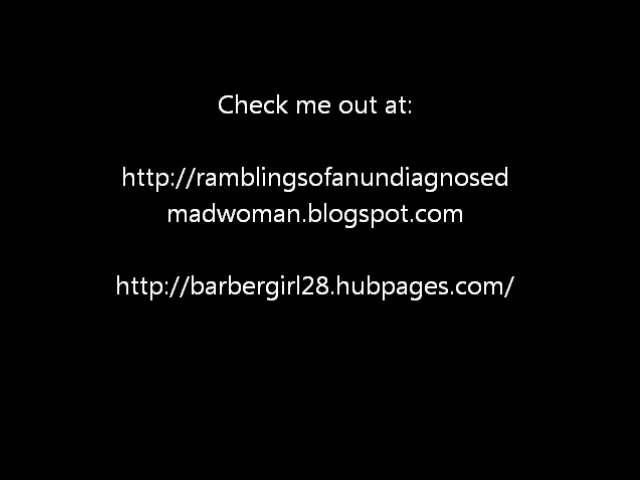 Check me out at:
http://ramblingsofanundiagnosed
madwoman.blogspot.com
http://barbergirl28.hubpages.com/